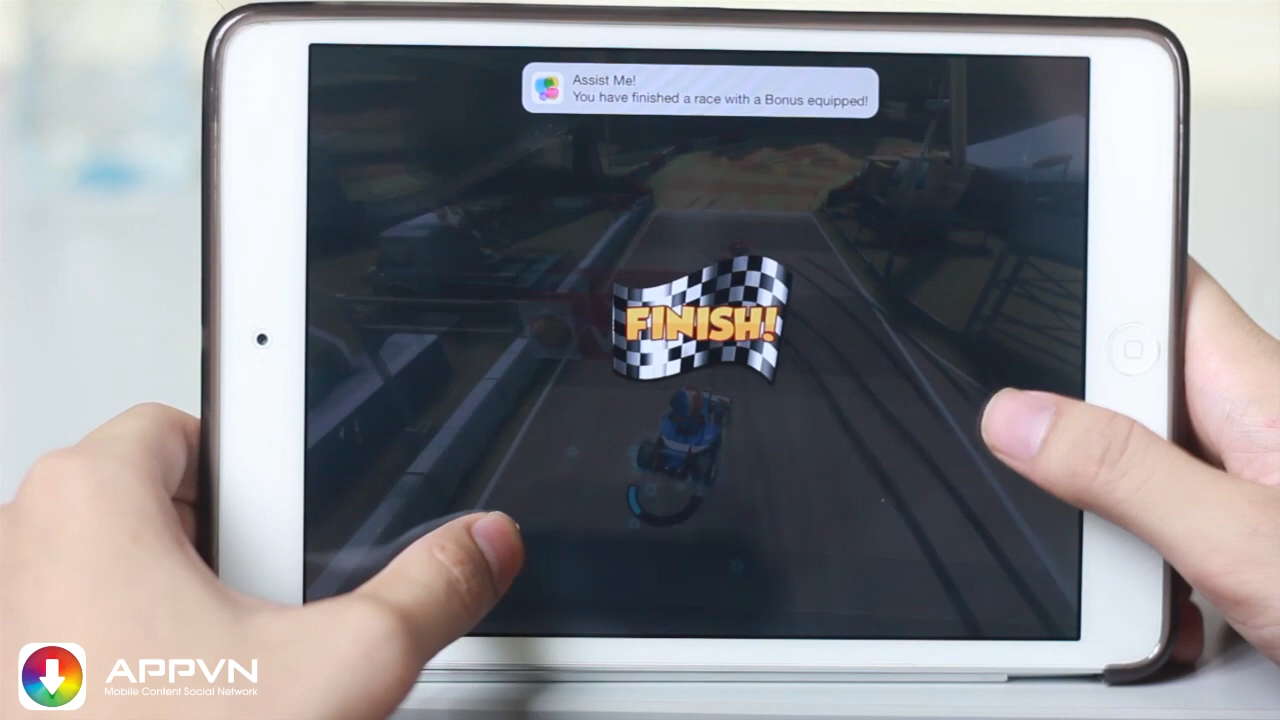 Assist Me!
You have finished a race with a Bonus equipped!
FINISH!
APPVN
Mobile Content Social Network